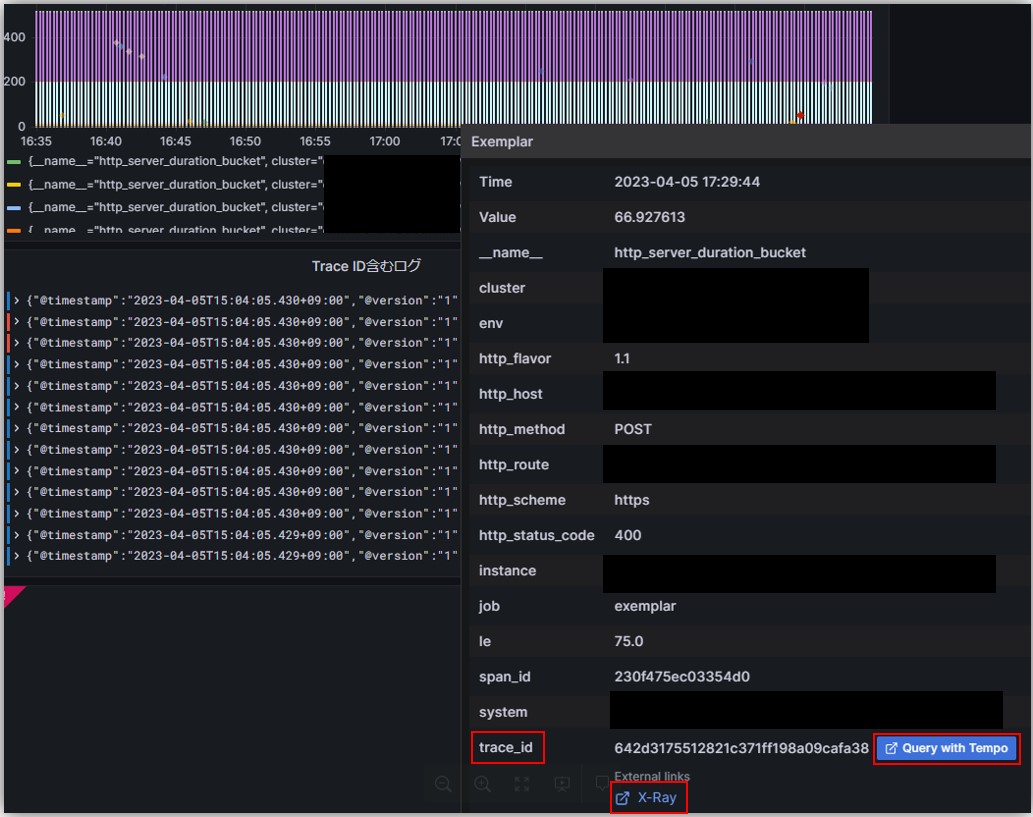 400
200
0
16:35 16:40 16:45 16:50 16:55 17:00 17:0
{__name__="http_server_duration_bucket", cluster="
{__name__="http_server_duration_bucket", cluster="
{__name__="http_server_duration_bucket", cluster="
{__name__="http_server_duration_bucket", cluster="
Trace ID含むログ
{"@timestamp":"2023-04-05T15:04:05.430+09:00","@version":"1"
{"@timestamp":"2023-04-05T15:04:05.430+09:00","@version":"1"
{"@timestamp":"2023-04-05T15:04:05.430+09:00","@version":"1"
{"@timestamp":"2023-04-05T15:04:05.430+09:00","@version":"1"
{"@timestamp":"2023-04-05T15:04:05.430+09:00","@version":"1"
{"@timestamp":"2023-04-05T15:04:05.430+09:00","@version":"1"
{"@timestamp":"2023-04-05T15:04:05.430+09:00","@version":"1"
{"@timestamp":"2023-04-05T15:04:05.430+09:00","@version":"1"
{"@timestamp":"2023-04-05T15:04:05.430+09:00","@version":"1"
{"@timestamp":"2023-04-05T15:04:05.430+09:00","@version":"1"
{"@timestamp":"2023-04-05T15:04:05.430+09:00","@version":"1"
{"@timestamp":"2023-04-05T15:04:05.429+09:00","@version":"1"
{"@timestamp":"2023-04-05T15:04:05.429+09:00","@version":"1"
Exemplar
Time 2023-04-05 17:29:44
Value 66.927613
__name__ http_server_duration_bucket
cluster
env
http_flavor 1.1
http_host
http_method POST
http_route
http_scheme https
http_status_code 400
instance
job exemplar
le 75.0
span_id 230f475ec03354d0
system
trace_id 642d3175512821c371ff198a09cafa38 Query with Tempo
External links
X-Ray